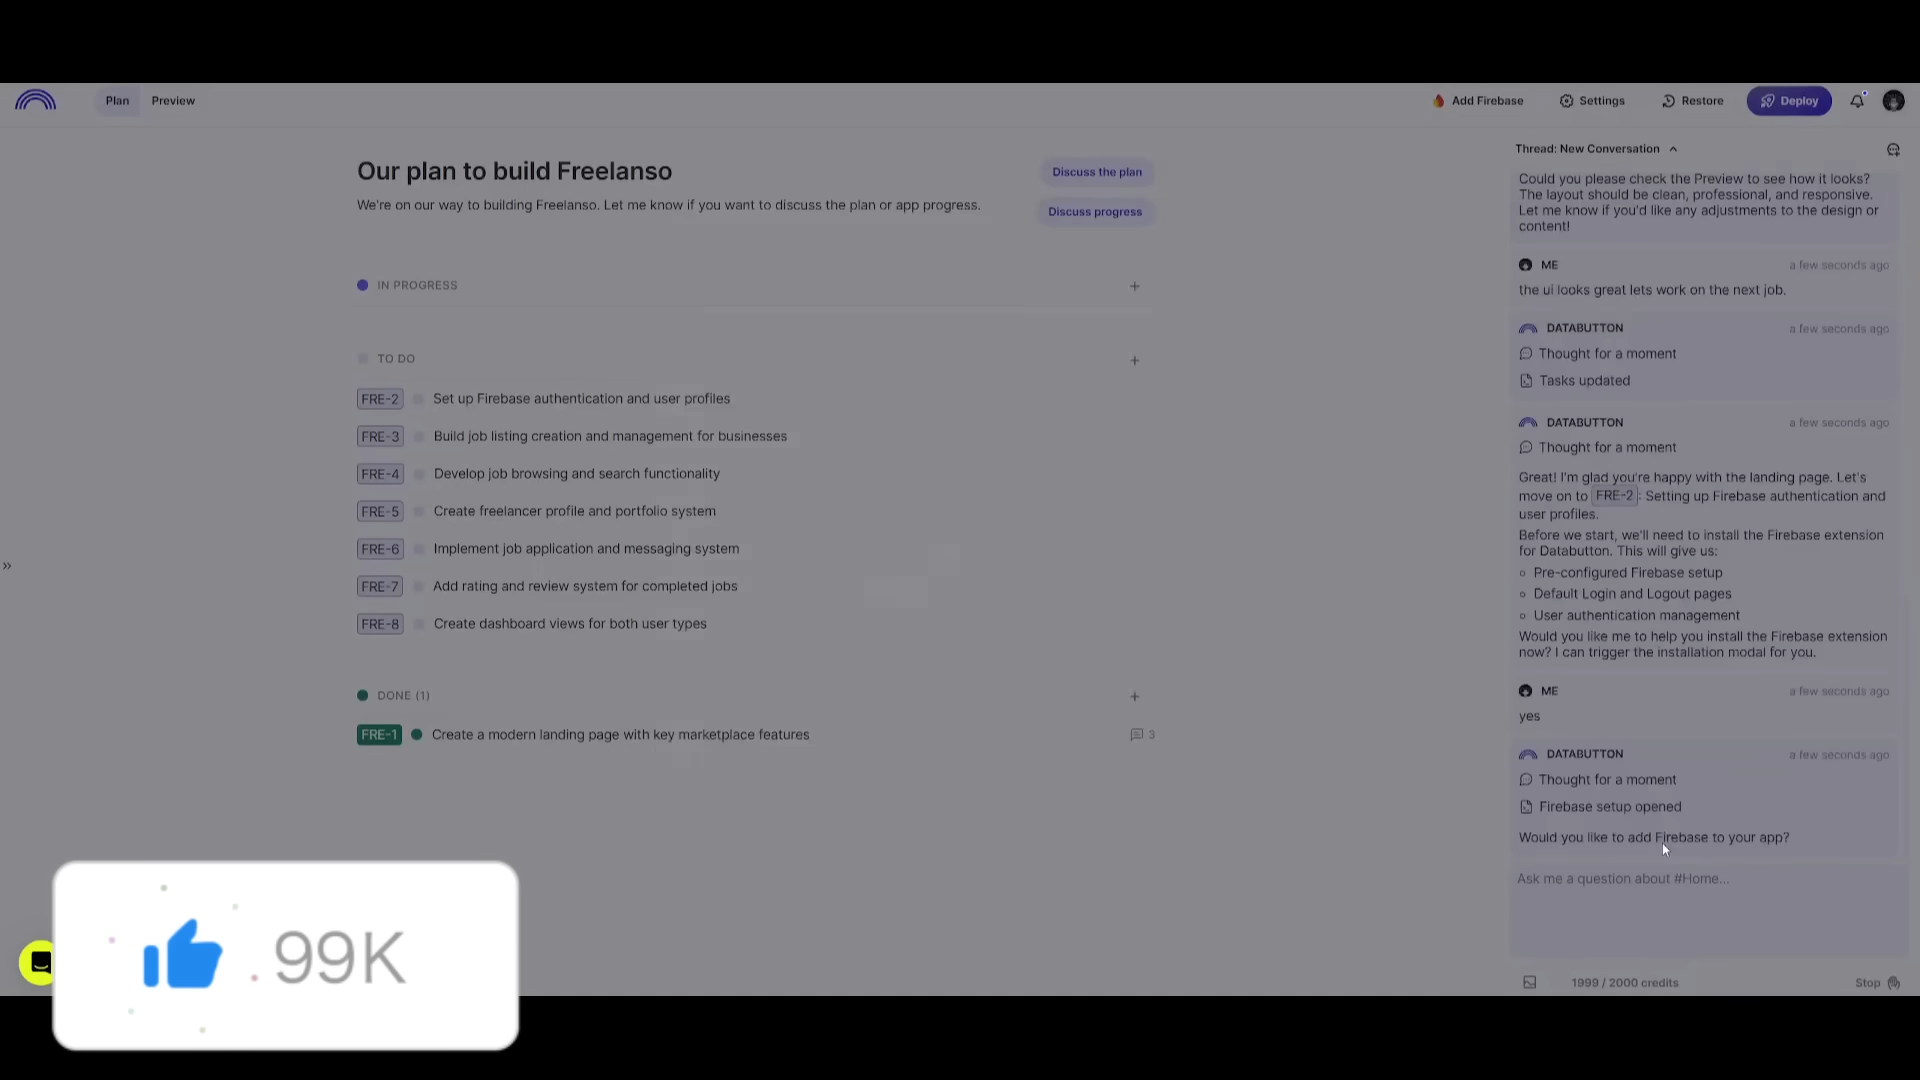 Plan
Preview
Add Firebase
Settings
Restore
Deploy
Our plan to build Freelanso
Discuss the plan
We're on our way to building Freelanso. Let me know if you want to discuss the plan or app progress.
Discuss progress
IN PROGRESS
TO DO
FRE-2 Set up Firebase authentication and user profiles
FRE-3 Build job listing creation and management for businesses
FRE-4 Develop job browsing and search functionality
FRE-5 Create freelancer profile and portfolio system
FRE-6 Implement job application and messaging system
FRE-7 Add rating and review system for completed jobs
FRE-8 Create dashboard views for both user types
DONE (1)
FRE-1 Create a modern landing page with key marketplace features
3
Thread: New Conversation
Could you please check the Preview to see how it looks?
The layout should be clean, professional, and responsive.
Let me know if you'd like any adjustments to the design or
content!
ME a few seconds ago
the ui looks great lets work on the next job.
DATABUTTON a few seconds ago
Thought for a moment
Tasks updated
DATABUTTON a few seconds ago
Thought for a moment
Great! I'm glad you're happy with the landing page. Let's
move on to FRE-2 : Setting up Firebase authentication and
user profiles.
Before we start, we'll need to install the Firebase extension
for Databutton. This will give us:
Pre-configured Firebase setup
Default Login and Logout pages
User authentication management
Would you like me to help you install the Firebase extension
now? I can trigger the installation modal for you.
ME a few seconds ago
yes
DATABUTTON a few seconds ago
Thought for a moment
Firebase setup opened
Would you like to add Firebase to your app?
Ask me a question about #Home...
1999 / 2000 credits
Stop
.99K